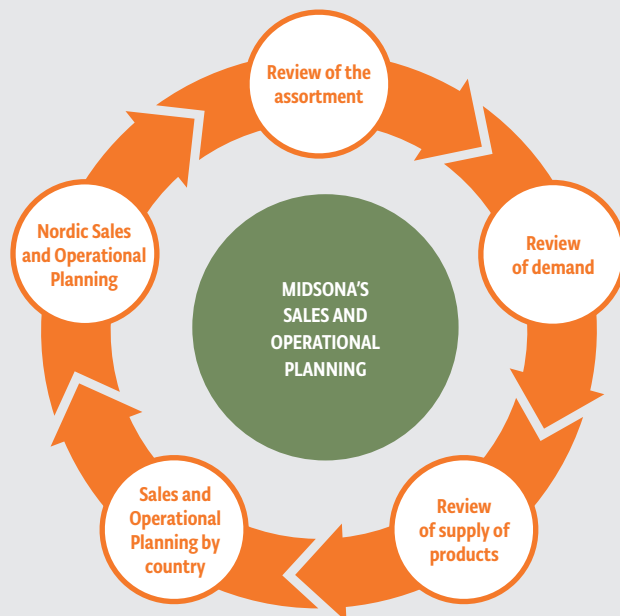 Review of the
assortment
Review
of demand
Review
of supply of
products
Sales and
Operational
Planning by
country
Nordic Sales
and Operational
Planning
MIDSONA'S
SALES AND
OPERATIONAL
PLANNING